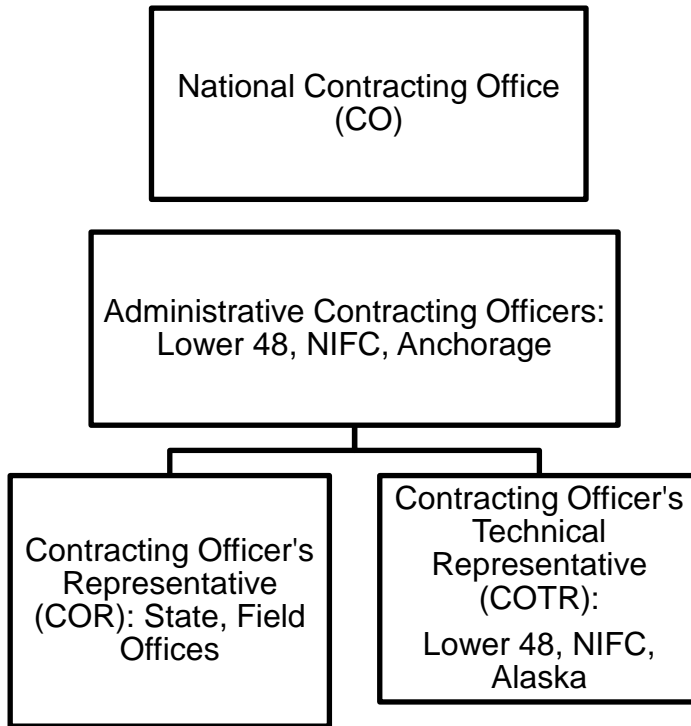 National Contracting Office
(CO)
Administrative Contracting Officers:
Lower 48, NIFC, Anchorage
Contracting Officer's
Representative
(COR): State, Field
Offices
Contracting Officer's
Technical
Representative
(COTR):
Lower 48, NIFC,
Alaska